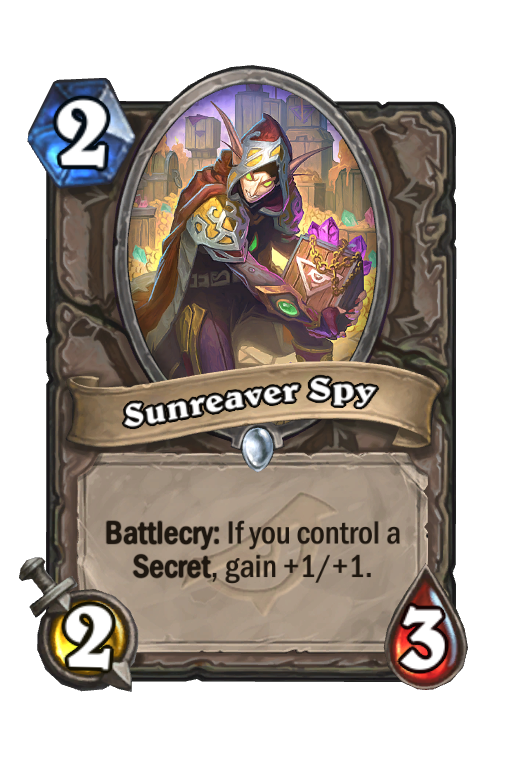 2
Sunreaver Spy
Battlecry: If you control a
Secret, gain +1/+1.
2
3